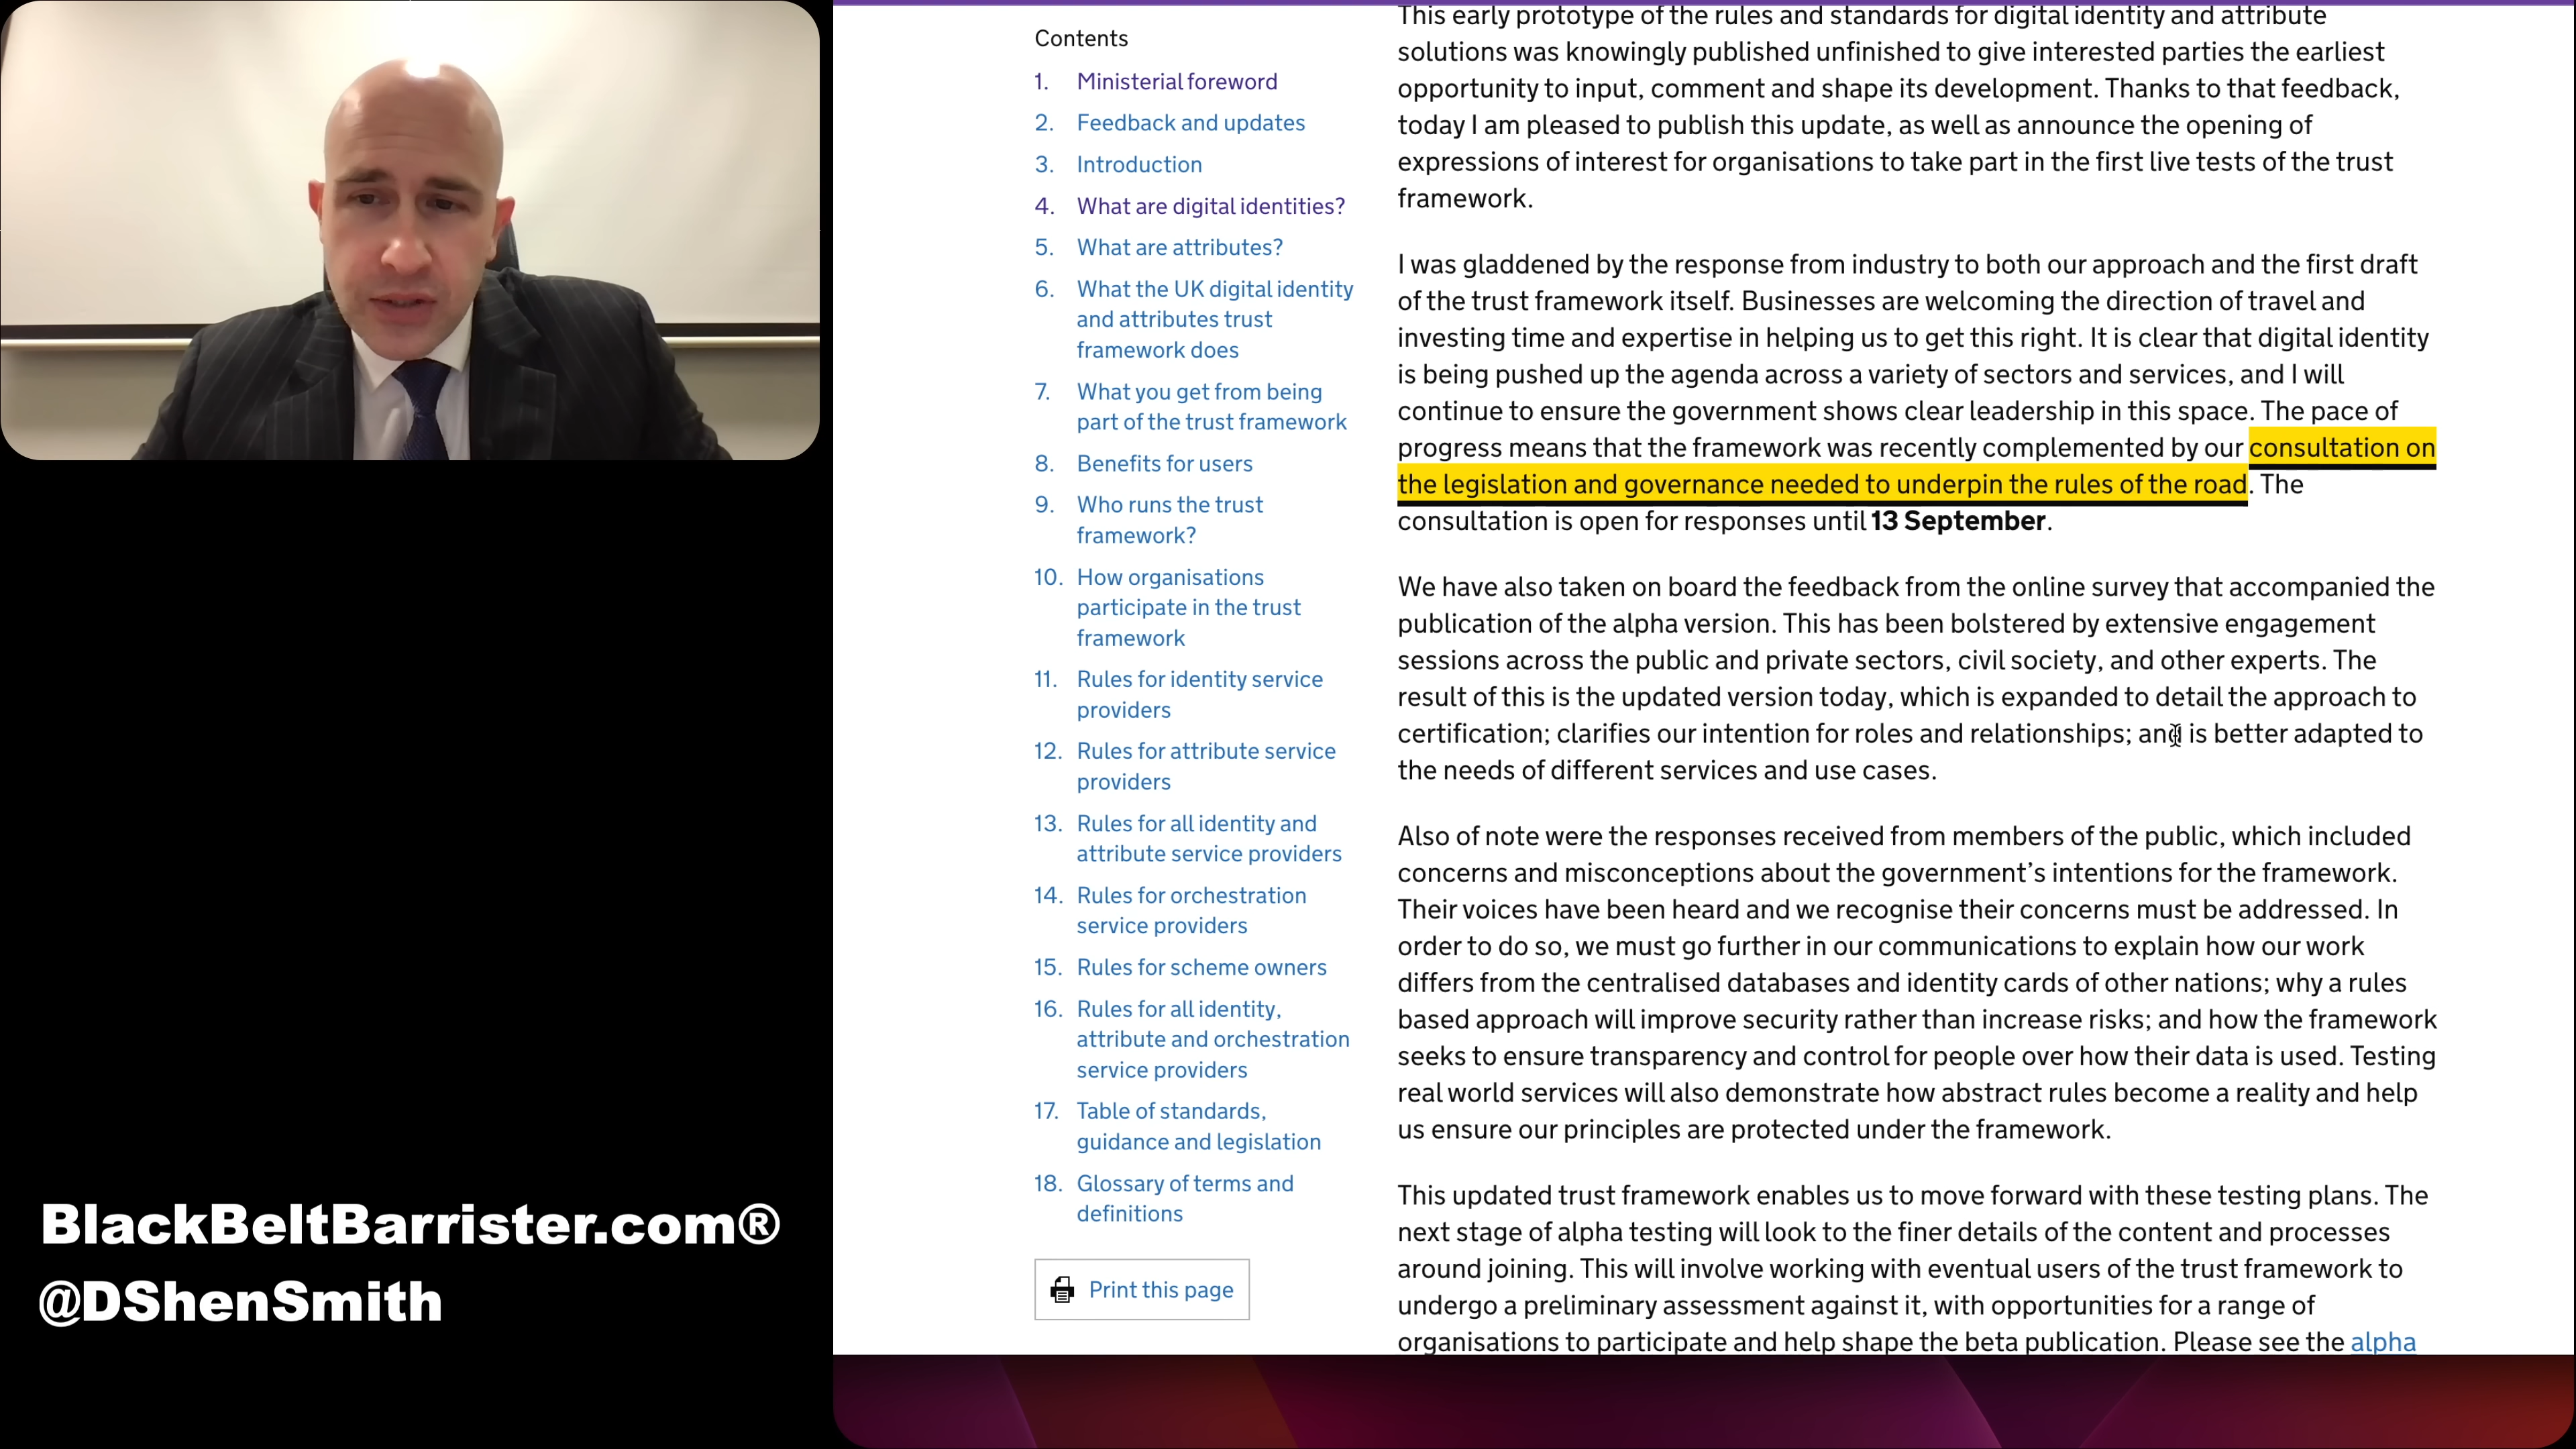 Contents
1. Ministerial foreword
2. Feedback and updates
3. Introduction
4. What are digital identities?
5. What are attributes?
6. What the UK digital identity
and attributes trust
framework does
7. What you get from being
part of the trust framework
8. Benefits for users
9. Who runs the trust
framework?
10. How organisations
participate in the trust
framework
11. Rules for identity service
providers
12. Rules for attribute service
providers
13. Rules for all identity and
attribute service providers
14. Rules for orchestration
service providers
15. Rules for scheme owners
16. Rules for all identity,
attribute and orchestration
service providers
17. Table of standards,
guidance and legislation
18. Glossary of terms and
definitions
Print this page
This early prototype of the rules and standards for digital identity and attribute
solutions was knowingly published unfinished to give interested parties the earliest
opportunity to input, comment and shape its development. Thanks to that feedback,
today I am pleased to publish this update, as well as announce the opening of
expressions of interest for organisations to take part in the first live tests of the trust
framework.
I was gladdened by the response from industry to both our approach and the first draft
of the trust framework itself. Businesses are welcoming the direction of travel and
investing time and expertise in helping us to get this right. It is clear that digital identity
is being pushed up the agenda across a variety of sectors and services, and I will
continue to ensure the government shows clear leadership in this space. The pace of
progress means that the framework was recently complemented by our consultation on
the legislation and governance needed to underpin the rules of the road. The
consultation is open for responses until 13 September.
We have also taken on board the feedback from the online survey that accompanied the
publication of the alpha version. This has been bolstered by extensive engagement
sessions across the public and private sectors, civil society, and other experts. The
result of this is the updated version today, which is expanded to detail the approach to
certification; clarifies our intention for roles and relationships; and is better adapted to
the needs of different services and use cases.
Also of note were the responses received from members of the public, which included
concerns and misconceptions about the government’s intentions for the framework.
Their voices have been heard and we recognise their concerns must be addressed. In
order to do so, we must go further in our communications to explain how our work
differs from the centralised databases and identity cards of other nations; why a rules
based approach will improve security rather than increase risks; and how the framework
seeks to ensure transparency and control for people over how their data is used. Testing
real world services will also demonstrate how abstract rules become a reality and help
us ensure our principles are protected under the framework.
This updated trust framework enables us to move forward with these testing plans. The
next stage of alpha testing will look to the finer details of the content and processes
around joining. This will involve working with eventual users of the trust framework to
undergo a preliminary assessment against it, with opportunities for a range of
organisations to participate and help shape the beta publication. Please see the alpha
BlackBeltBarrister.com®
@DShenSmith